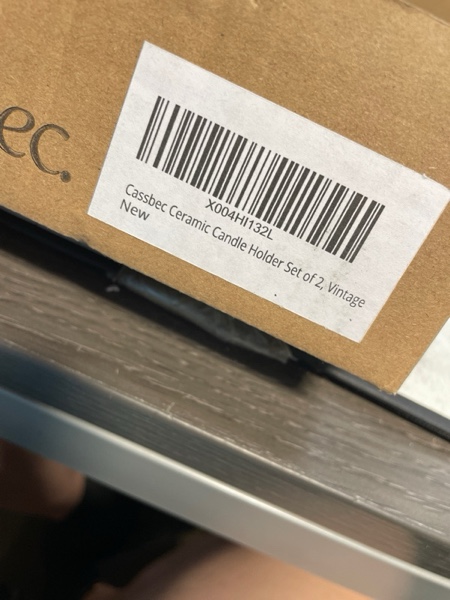 ec.
X004HI132L
Cassbec Ceramic Candle Holder Set of 2, Vintage
New